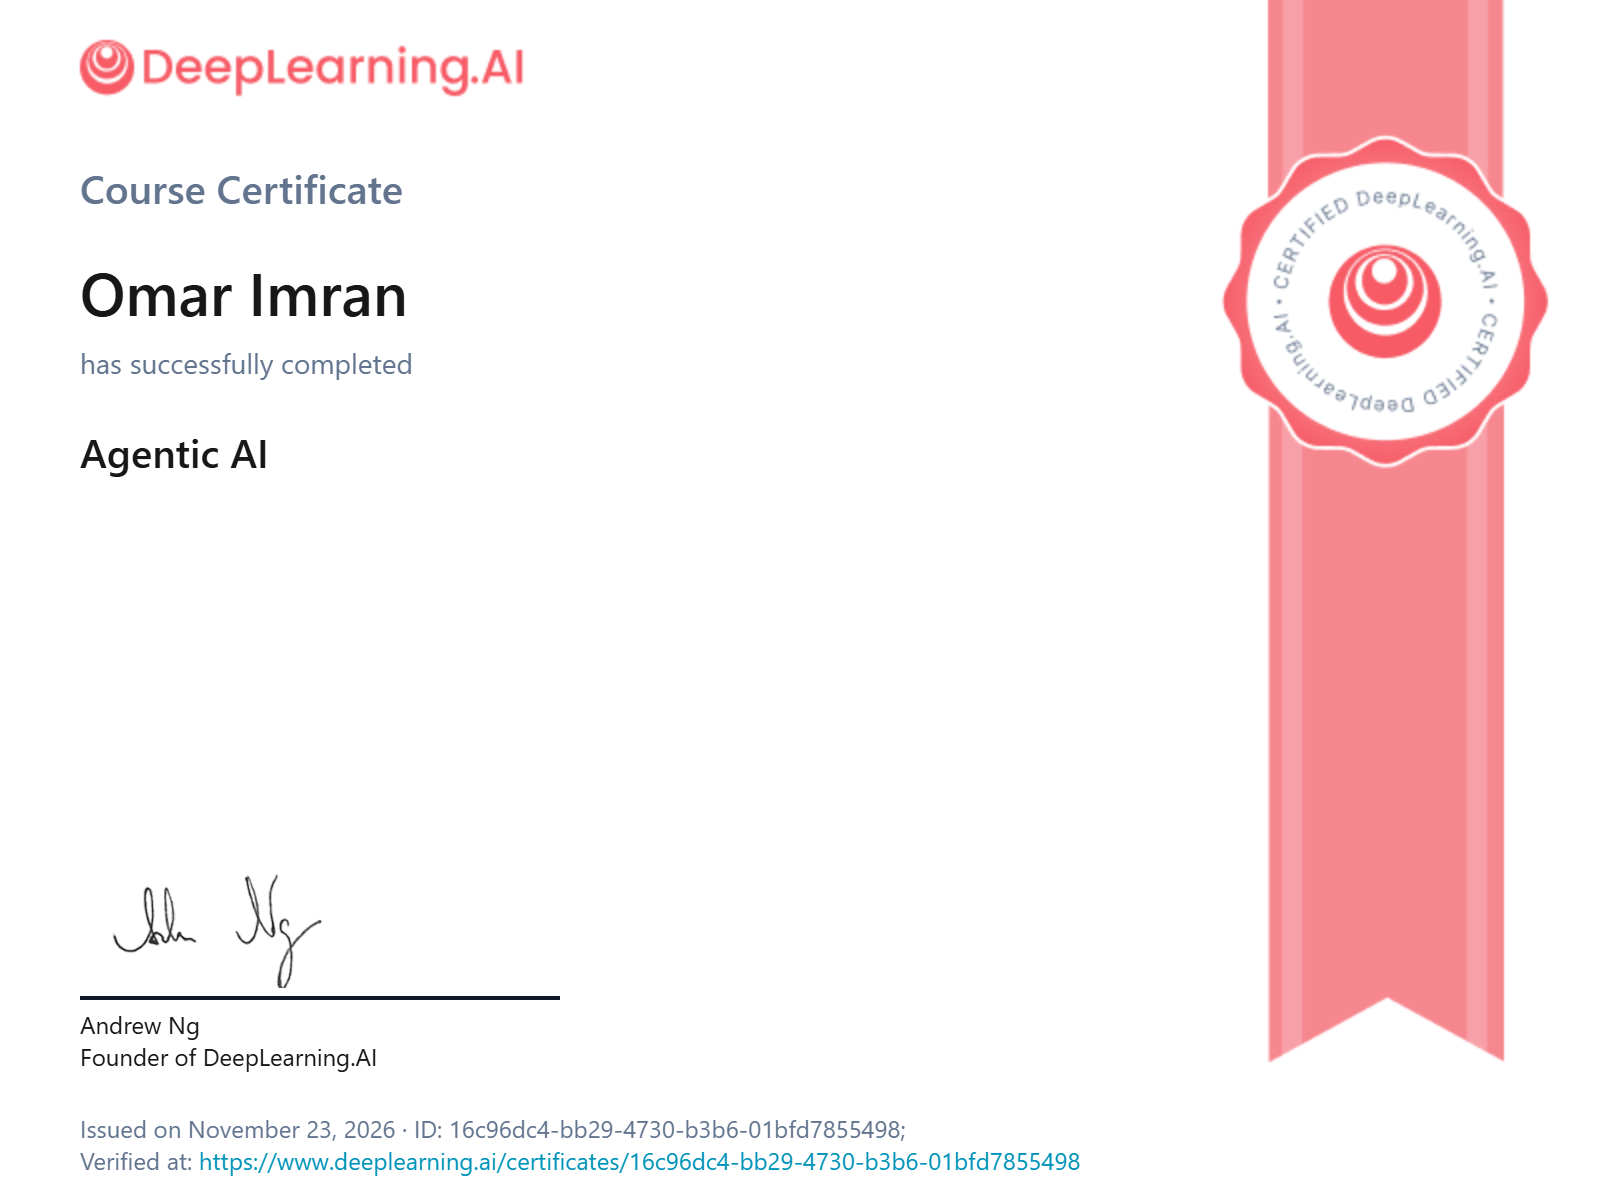 DeepLearning.AI
Course Certificate
Omar Imran
has successfully completed
Agentic AI
CERTIFIED DeepLearning.AI • CERTIFIED DeepLearning.AI •
Andrew Ng
Founder of DeepLearning.AI
Issued on November 23, 2026 · ID: 16c96dc4-bb29-4730-b3b6-01bfd7855498;
Verified at: https://www.deeplearning.ai/certificates/16c96dc4-bb29-4730-b3b6-01bfd7855498